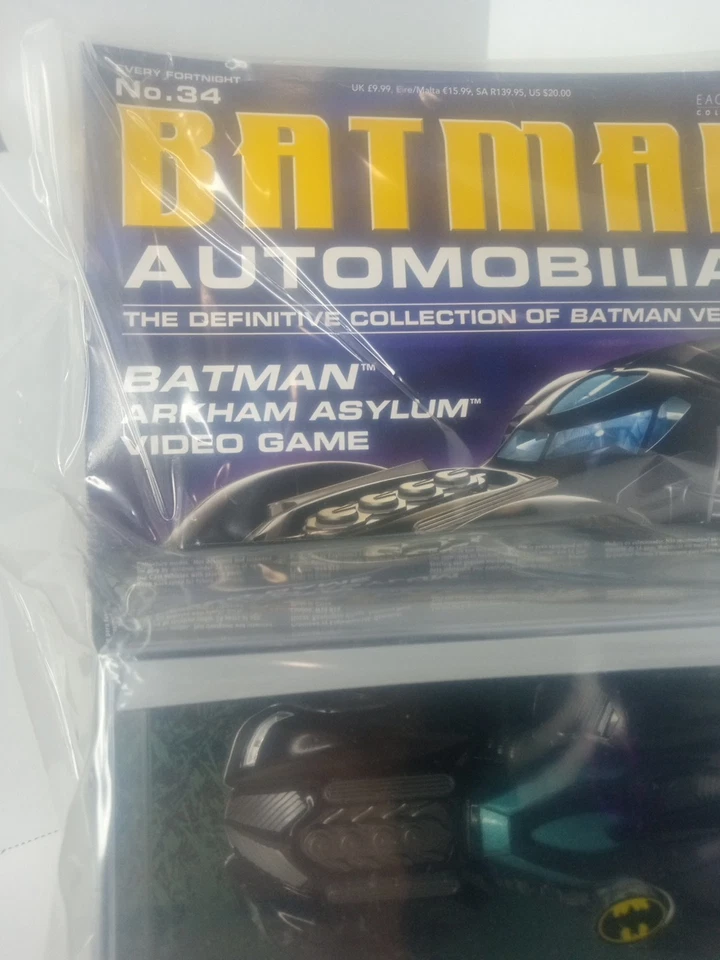 EVERY FORTNIGHT
No.34
UK £9.99, Eire/Malta €15.99, SA R139.95, US $20.00
BATMA
AUTOMOBILIA
THE DEFINITIVE COLLECTION OF BATMAN VE
BATMAN™
ARKHAM ASYLUM™
VIDEO GAME